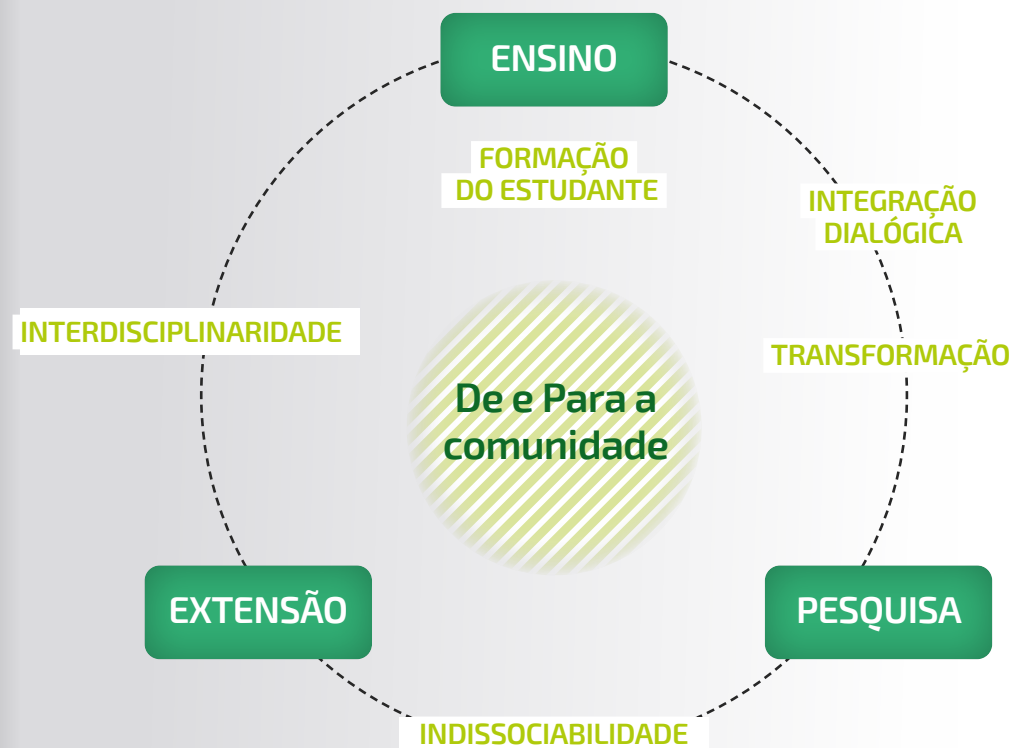 ENSINO
FORMAÇÃO
DO ESTUDANTE
INTEGRAÇÃO
DIALÓGICA
INTERDISCIPLINARIDADE
TRANSFORMAÇÃO
De e Para a
comunidade
EXTENSÃO
PESQUISA
INDISSOCIABILIDADE